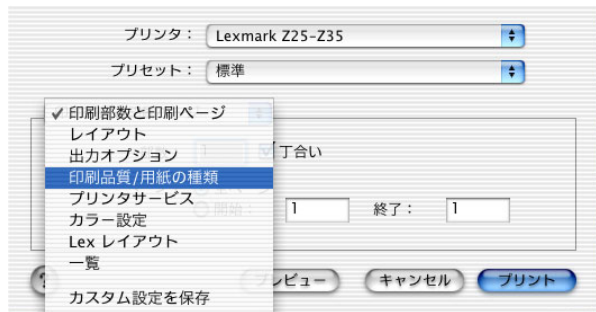 プリンタ： Lexmark Z25-Z35
プリセット： 標準
✓ 印刷部数と印刷ページ
レイアウト
出力オプション 1 丁合い
印刷品質/用紙の種類
プリンタサービス
開始： 1 終了： 1
カラー設定
Lex レイアウト
一覧
? プレビュー キャンセル プリント
カスタム設定を保存